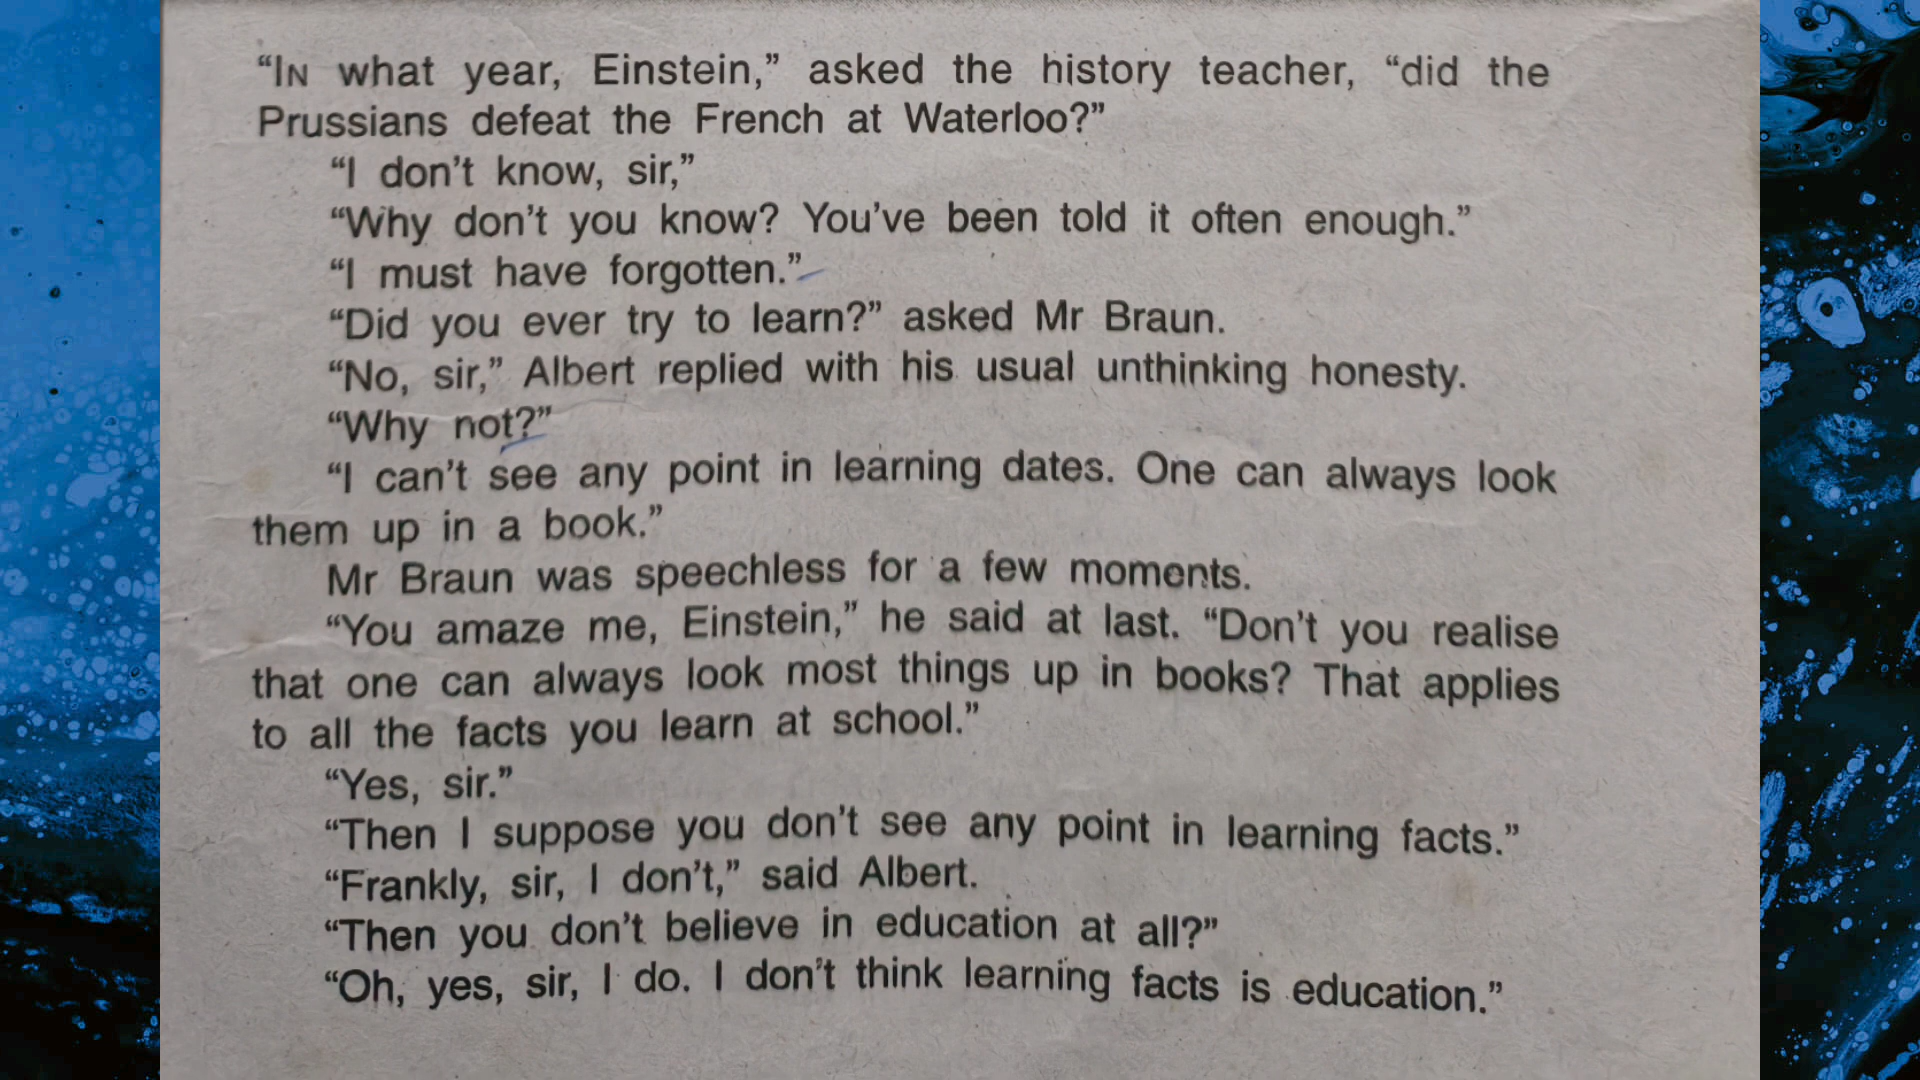 “IN what year, Einstein,” asked the history teacher, “did the
Prussians defeat the French at Waterloo?”
“I don’t know, sir,”
“Why don’t you know? You’ve been told it often enough.”
“I must have forgotten.”
“Did you ever try to learn?” asked Mr Braun.
“No, sir,” Albert replied with his usual unthinking honesty.
“Why not?”
“I can’t see any point in learning dates. One can always look
them up in a book.”
Mr Braun was speechless for a few moments.
“You amaze me, Einstein,” he said at last. “Don’t you realise
that one can always look most things up in books? That applies
to all the facts you learn at school.”
“Yes, sir.”
“Then I suppose you don’t see any point in learning facts.”
“Frankly, sir, I don’t,” said Albert.
“Then you don’t believe in education at all?”
“Oh, yes, sir, I do. I don’t think learning facts is education.”